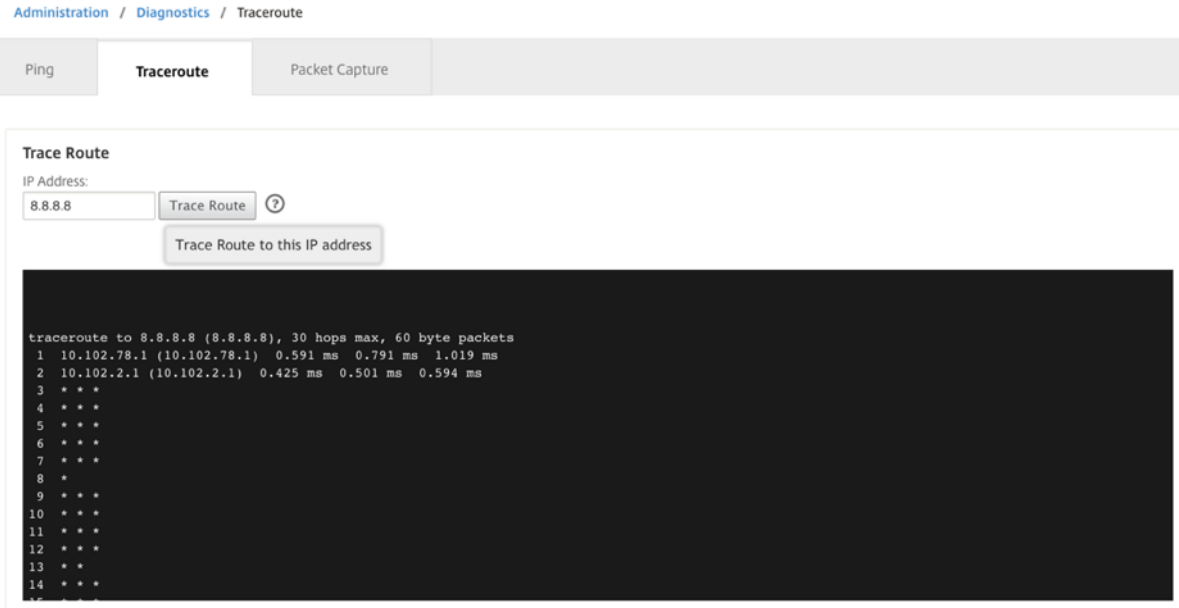 Administration / Diagnostics / Traceroute
Ping Traceroute Packet Capture
Trace Route
IP Address:
8.8.8.8 Trace Route ?
Trace Route to this IP address
traceroute to 8.8.8.8 (8.8.8.8), 30 hops max, 60 byte packets
1 10.102.78.1 (10.102.78.1) 0.591 ms 0.791 ms 1.019 ms
2 10.102.2.1 (10.102.2.1) 0.425 ms 0.501 ms 0.594 ms
3 * * *
4 * * *
5 * * *
6 * * *
7 * * *
8 *
9 * * *
10 * * *
11 * * *
12 * * *
13 * *
14 * * *
15 * * *